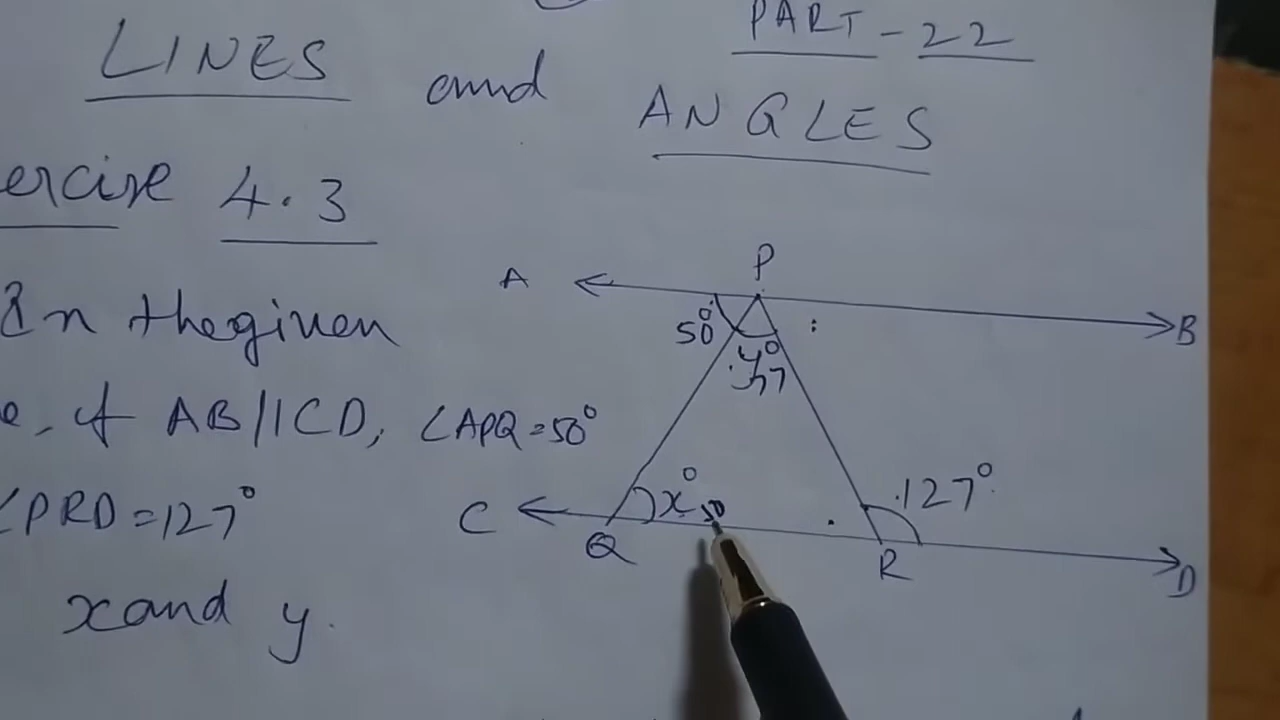 PART-22
LINES and ANGLES
ercise 4.3
In the given
e, if AB//CD, ∠APQ=50°
∠PRD=127°
x and y.
P
A
B
50°
y°
77
x°
50
127°
C
Q
R
D